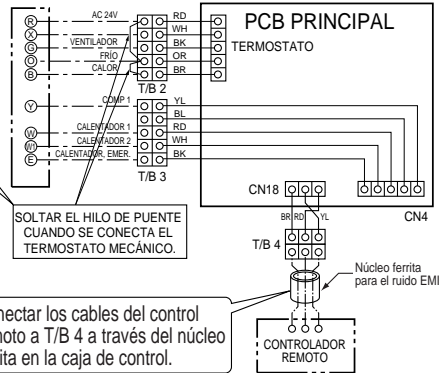 PCB PRINCIPAL
TERMOSTATO
R AC 24V RD
X WH
G VENTILADOR BK
O FRÍO OR
B CALOR BR
T/B 2
Y COMP 1 YL
BL
W CALENTADOR 1 RD
W1 CALENTADOR 2 WH
E CALENTADOR. EMER. BK
T/B 3
CN18
CN4
SOLTAR EL HILO DE PUENTE
CUANDO SE CONECTA EL
TERMOSTATO MECÁNICO.
BR RD YL
T/B 4
Núcleo ferrita
para el ruido EMI
nectar los cables del control
moto a T/B 4 a través del núcleo
rita en la caja de control.
CONTROLADOR
REMOTO